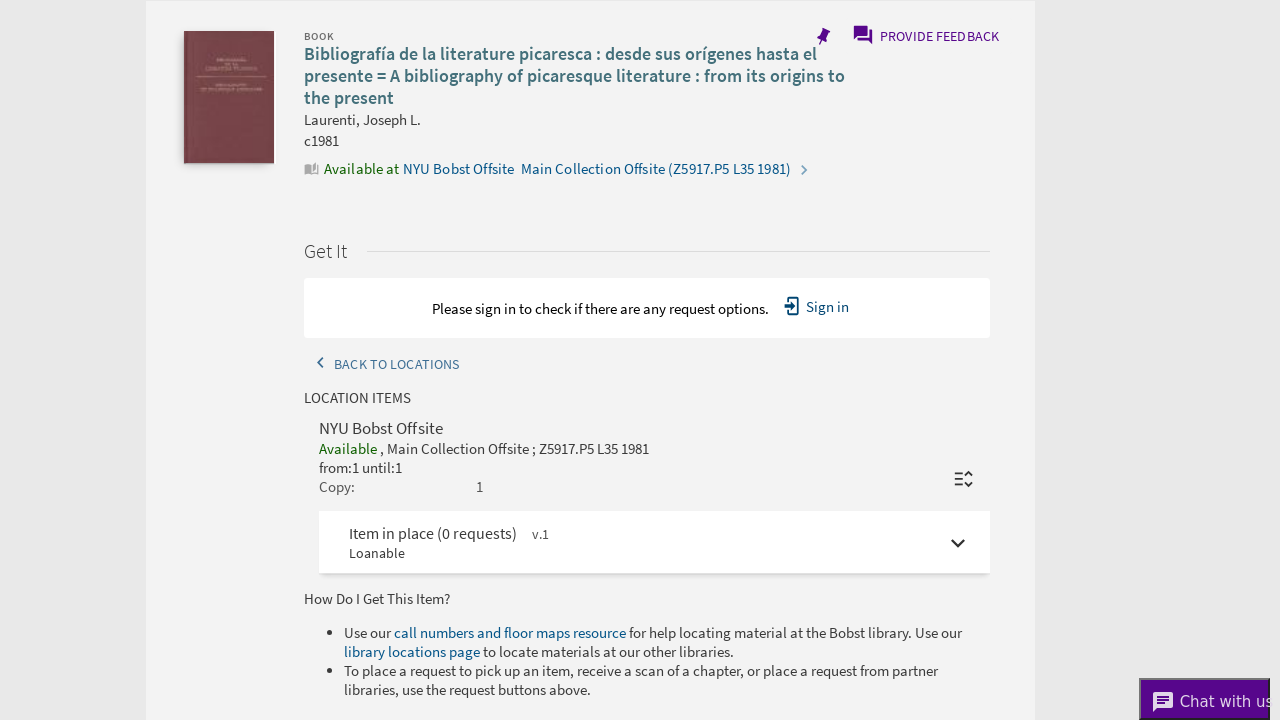 BOOK
PROVIDE FEEDBACK
Bibliografía de la literature picaresca : desde sus orígenes hasta el
presente = A bibliography of picaresque literature : from its origins to
the present
Laurenti, Joseph L.
c1981
Available at NYU Bobst Offsite Main Collection Offsite (Z5917.P5 L35 1981)
Get It
Please sign in to check if there are any request options. Sign in
BACK TO LOCATIONS
LOCATION ITEMS
NYU Bobst Offsite
Available , Main Collection Offsite ; Z5917.P5 L35 1981
from:1 until:1
Copy: 1
Item in place (0 requests) v.1
Loanable
How Do I Get This Item?
Use our call numbers and floor maps resource for help locating material at the Bobst library. Use our
library locations page to locate materials at our other libraries.
To place a request to pick up an item, receive a scan of a chapter, or place a request from partner
libraries, use the request buttons above.
Chat with us